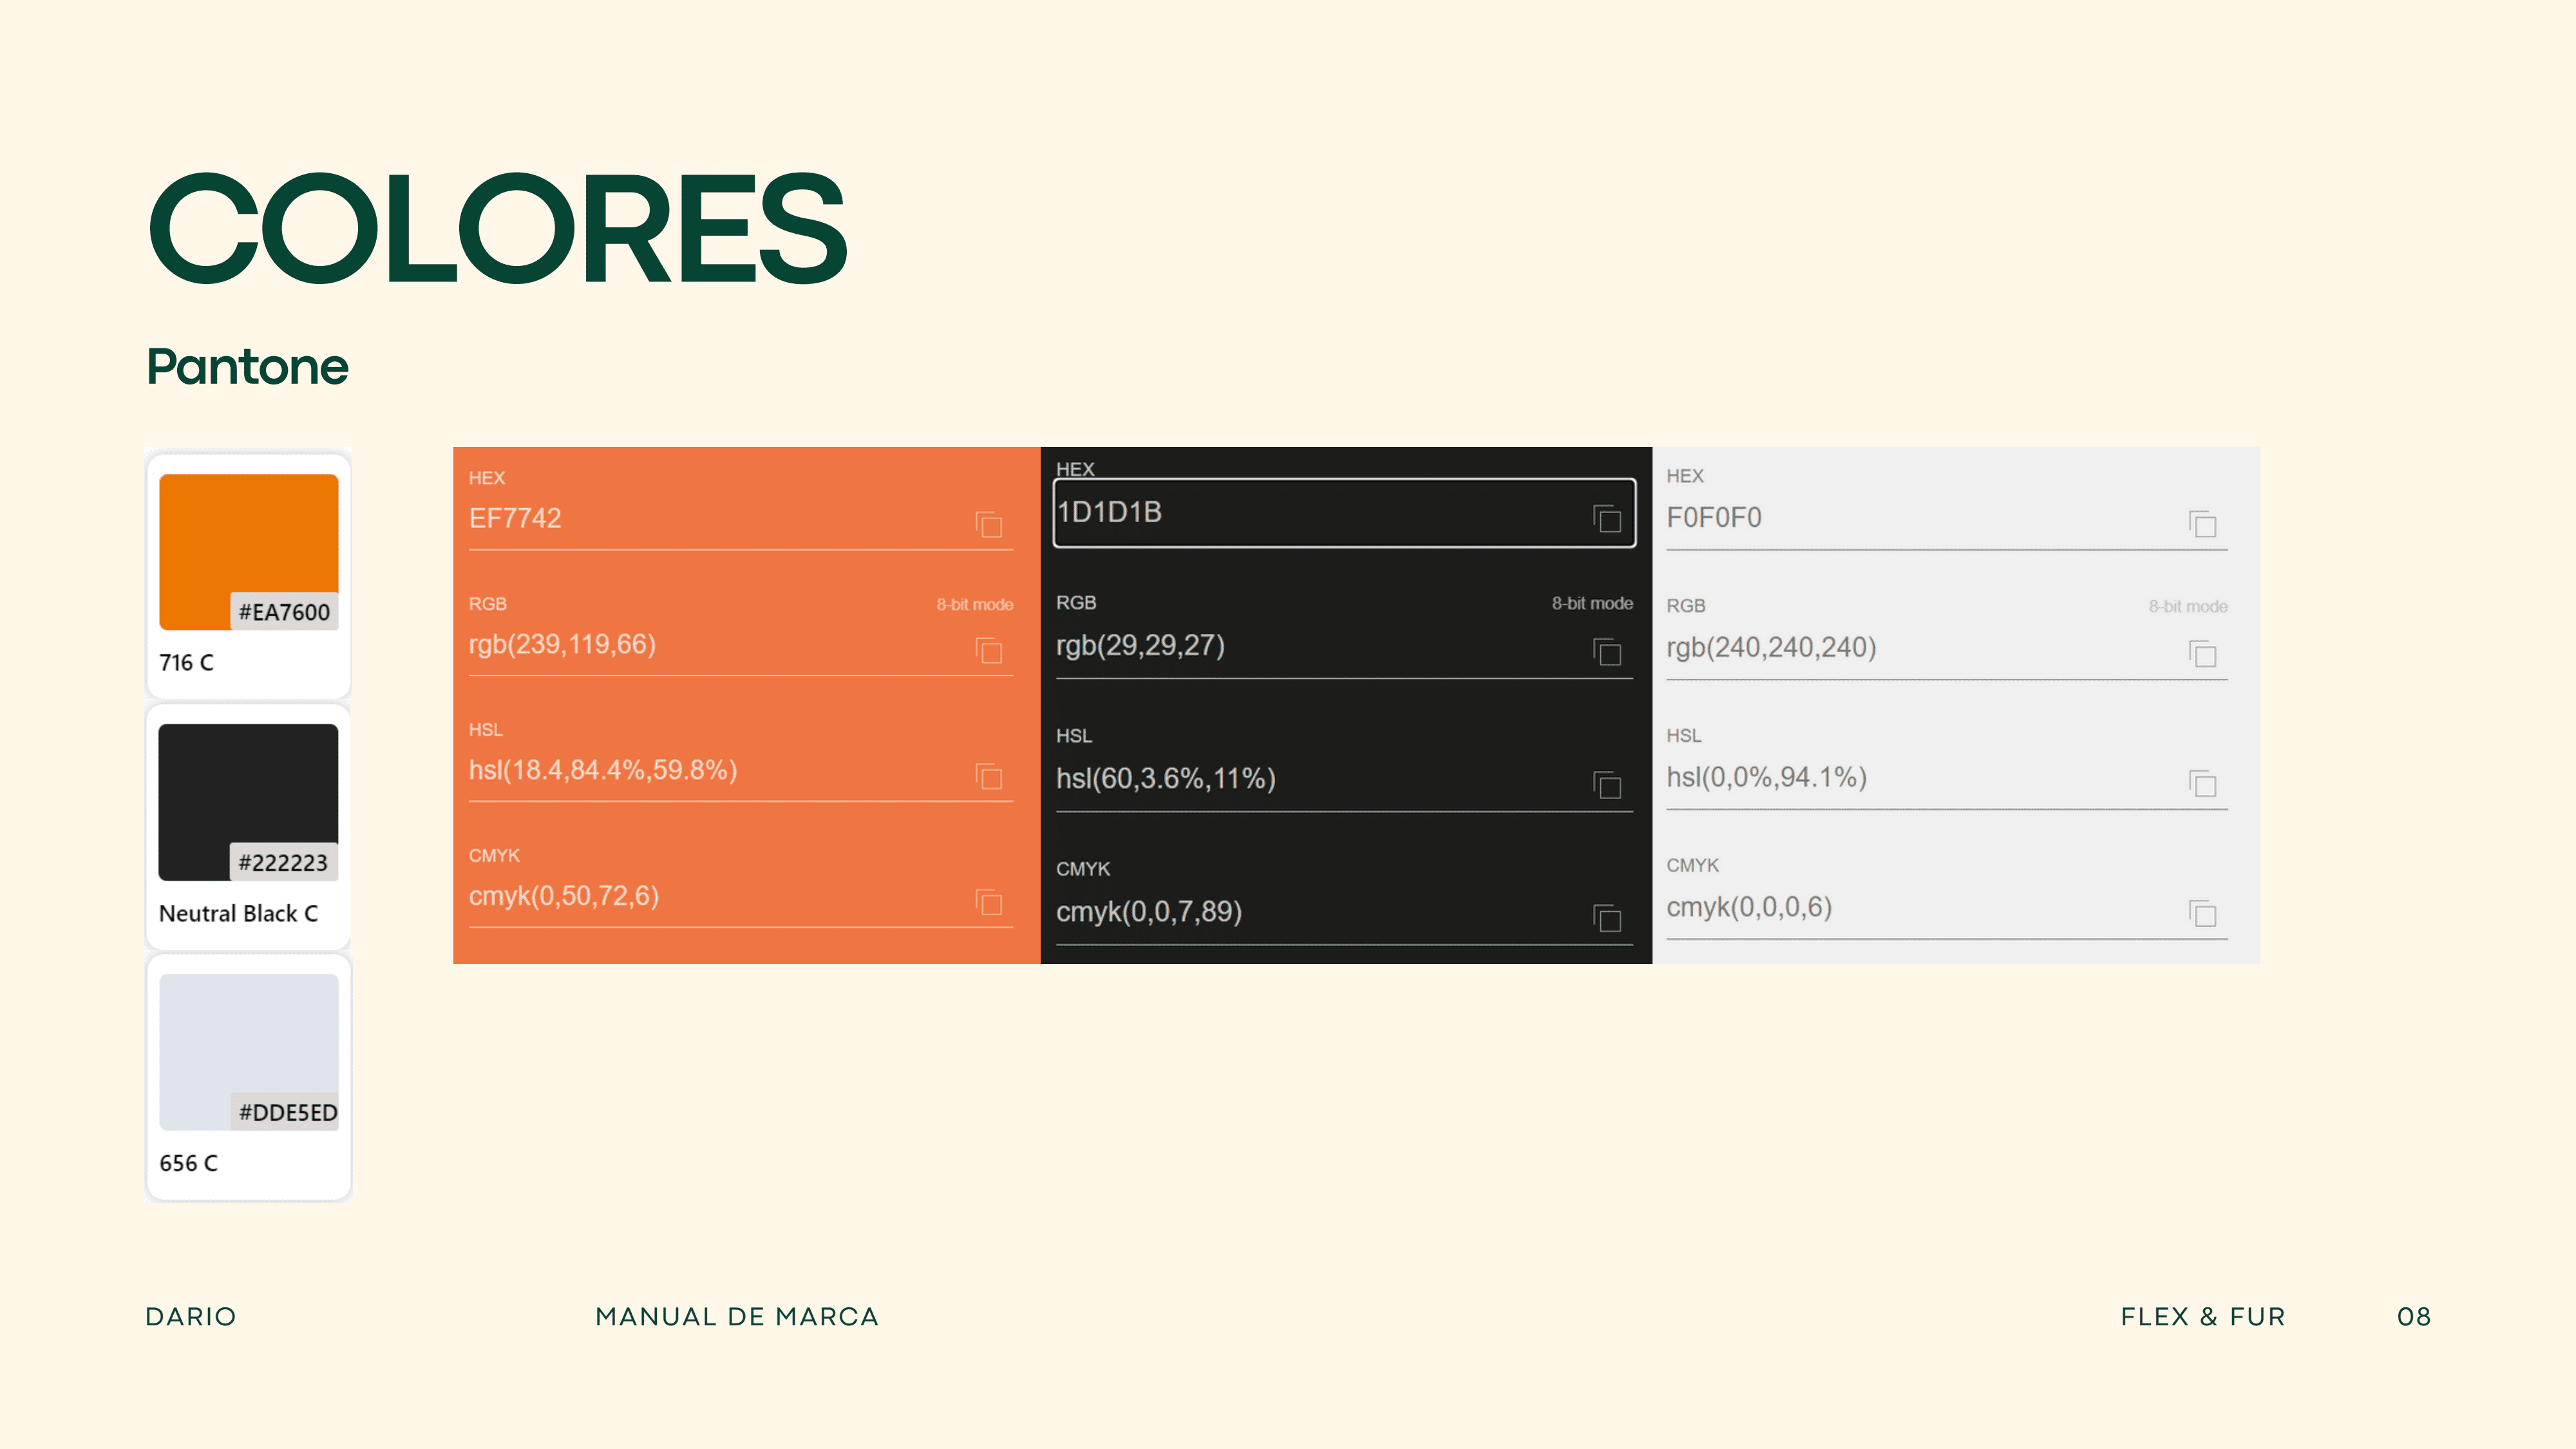 COLORES
Pantone
#EA7600
716 C
#222223
Neutral Black C
#DDE5ED
656 C
HEX
EF7742
RGB 8-bit mode
rgb(239,119,66)
HSL
hsl(18.4,84.4%,59.8%)
CMYK
cmyk(0,50,72,6)
HEX
1D1D1B
RGB 8-bit mode
rgb(29,29,27)
HSL
hsl(60,3.6%,11%)
CMYK
cmyk(0,0,7,89)
HEX
F0F0F0
RGB 8-bit mode
rgb(240,240,240)
HSL
hsl(0,0%,94.1%)
CMYK
cmyk(0,0,0,6)
DARIO MANUAL DE MARCA FLEX & FUR 08